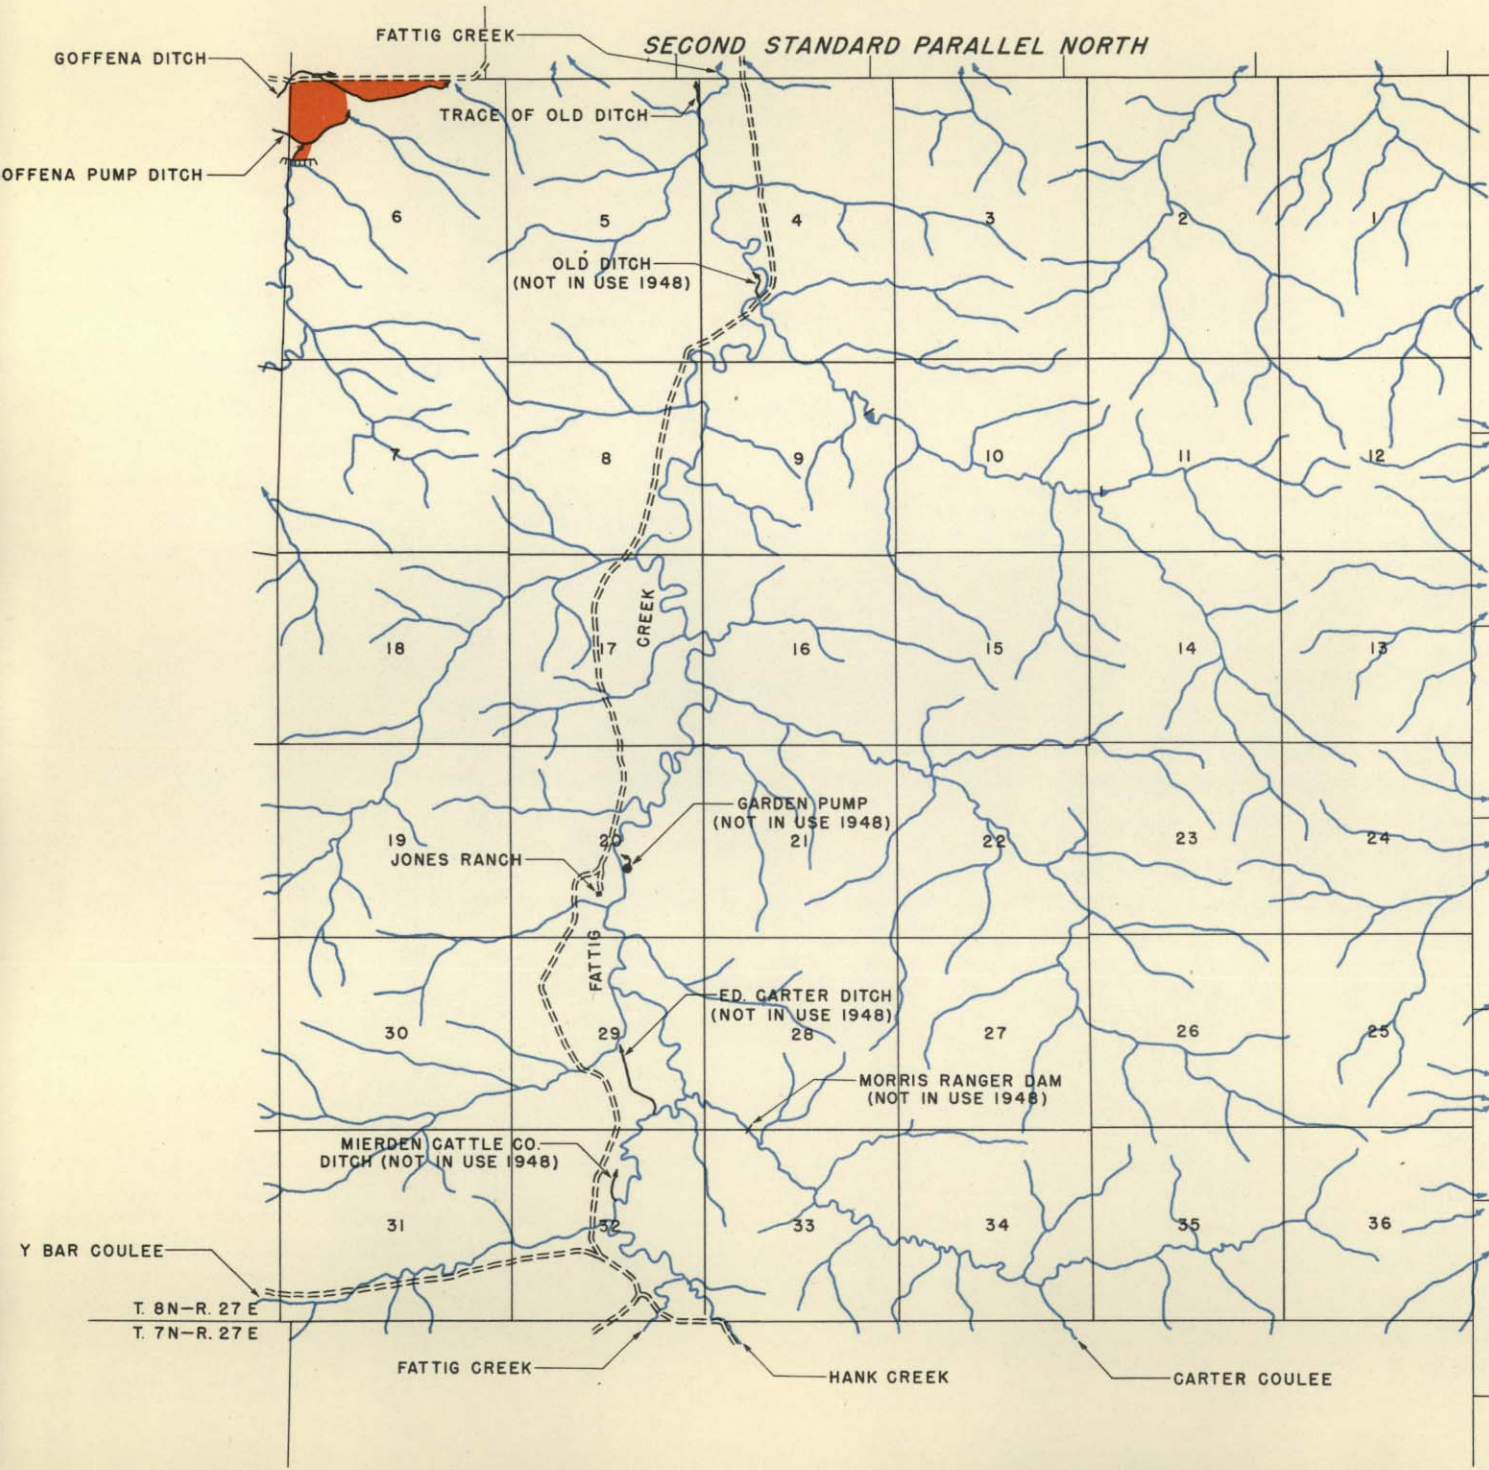 FATTIG CREEK
SECOND STANDARD PARALLEL NORTH
GOFFENA DITCH
TRACE OF OLD DITCH
OFFENA PUMP DITCH
6
5
4
3
2
1
OLD DITCH
(NOT IN USE 1948)
7
8
9
10
11
12
CREEK
18
17
16
15
14
13
GARDEN PUMP
(NOT IN USE 1948)
19
20
21
22
23
24
JONES RANCH
FATTIG
ED. CARTER DITCH
(NOT IN USE 1948)
30
29
28
27
26
25
MORRIS RANGER DAM
(NOT IN USE 1948)
MIERDEN CATTLE CO.
DITCH (NOT IN USE 1948)
31
32
33
34
35
36
Y BAR COULEE
T. 8N-R. 27 E
T. 7N-R. 27 E
FATTIG CREEK
HANK CREEK
CARTER COULEE